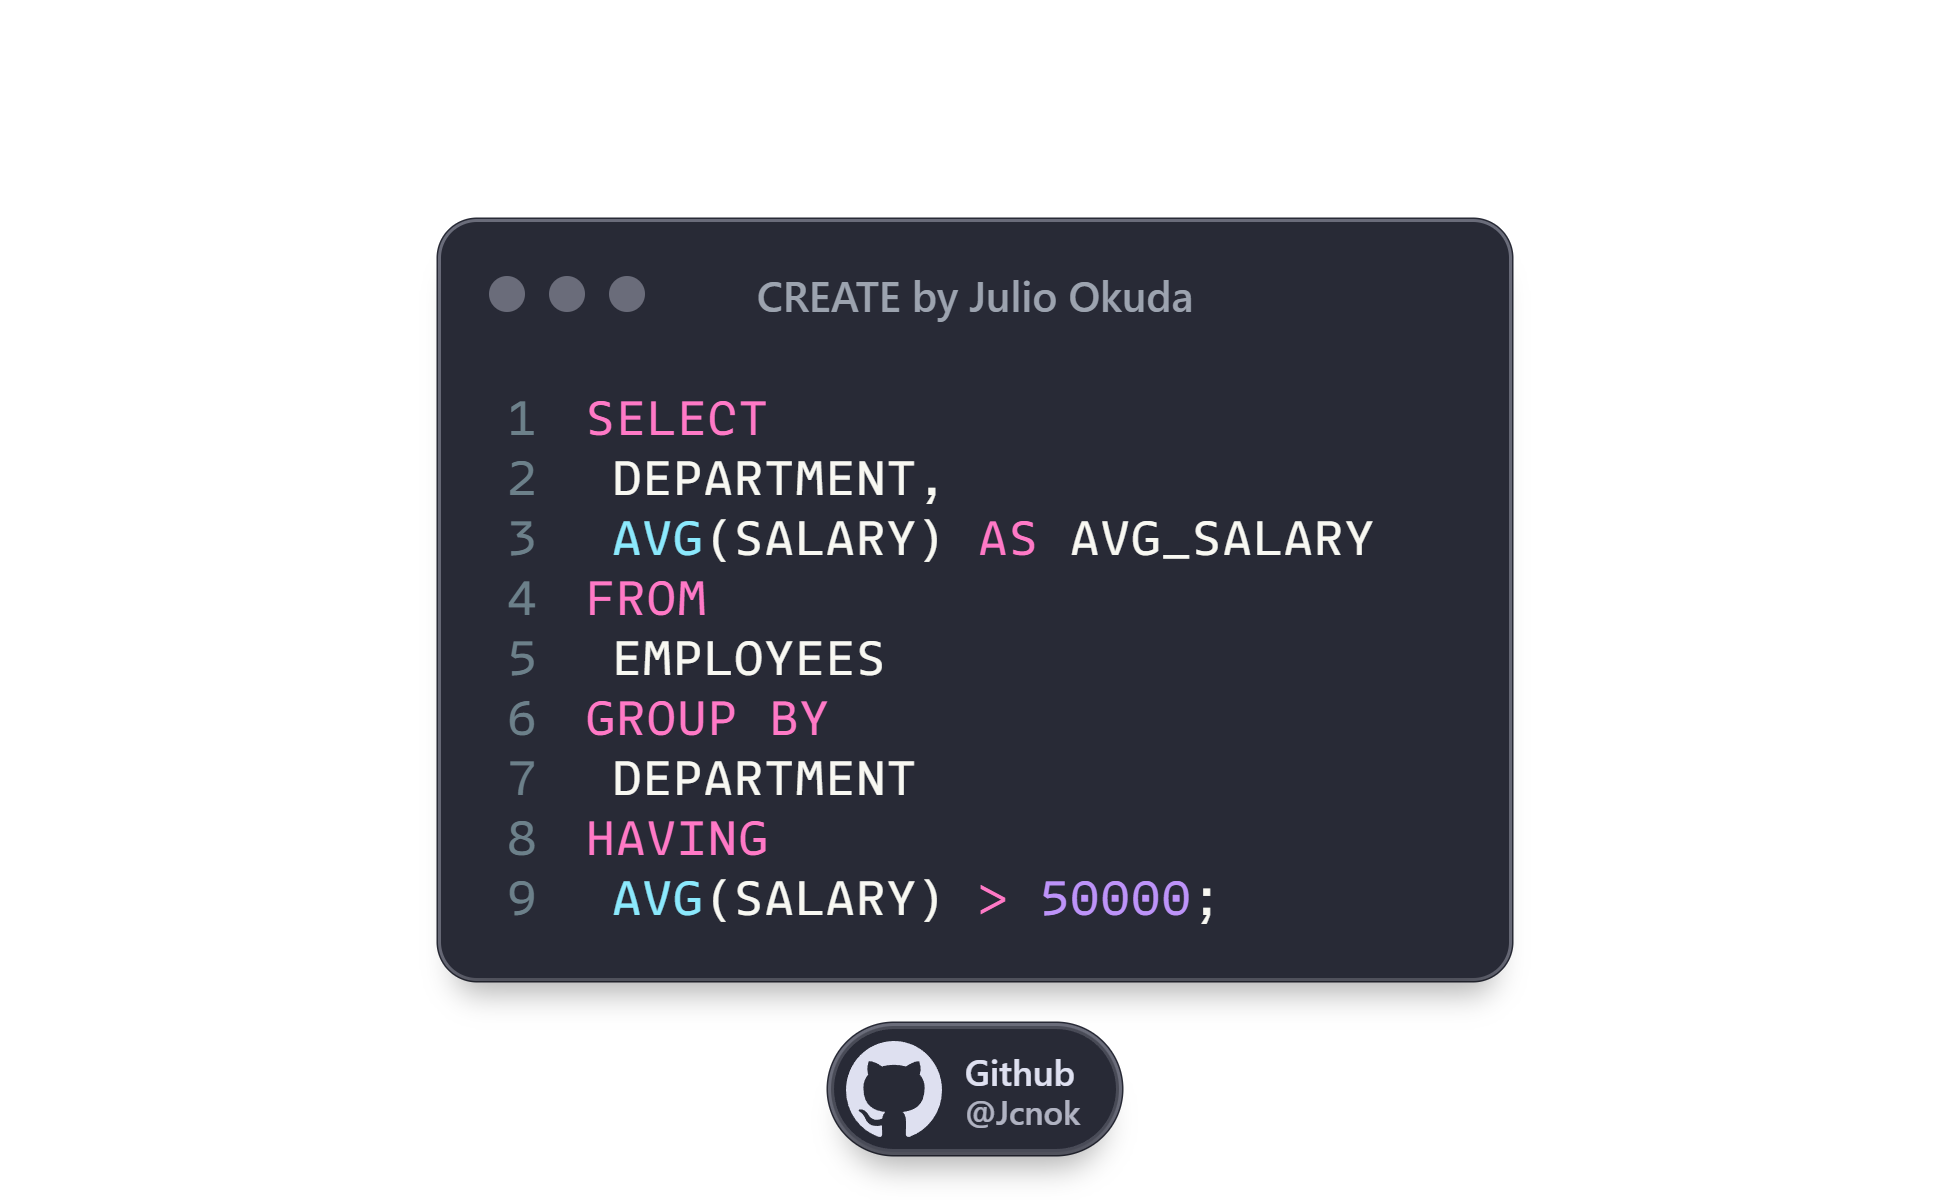 CREATE by Julio Okuda
1 SELECT
2 DEPARTMENT,
3 AVG(SALARY) AS AVG_SALARY
4 FROM
5 EMPLOYEES
6 GROUP BY
7 DEPARTMENT
8 HAVING
9 AVG(SALARY) > 50000;
Github
@Jcnok